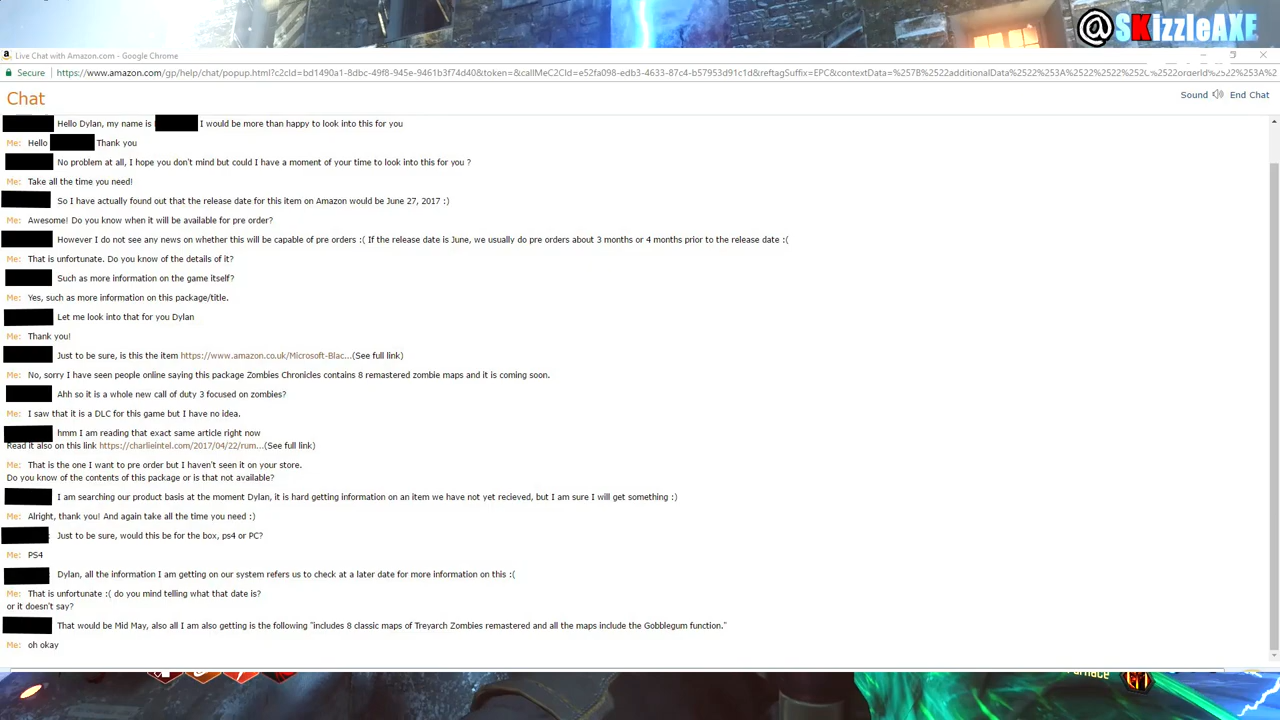 @SKizzleAXE
Live Chat with Amazon.com - Google Chrome
Secure https://www.amazon.com/gp/help/chat/popup.html?c2cId=bd1490a1-8dbc-49f8-945e-9461b3f74d40&token=&callMeC2CId=e52fa098-edb3-4633-87c4-b57953d91c1d&reftagSuffix=EPC&contextData=%257B%2522additionalData%2522%253A%2522%2522%252C%2522orderId%2522%253A%2
Chat
Sound End Chat
Hello Dylan, my name is I would be more than happy to look into this for you
Me: Hello Thank you
No problem at all, I hope you don't mind but could I have a moment of your time to look into this for you ?
Me: Take all the time you need!
So I have actually found out that the release date for this item on Amazon would be June 27, 2017 :)
Me: Awesome! Do you know when it will be available for pre order?
However I do not see any news on whether this will be capable of pre orders :( If the release date is June, we usually do pre orders about 3 months or 4 months prior to the release date :(
Me: That is unfortunate. Do you know of the details of it?
Such as more information on the game itself?
Me: Yes, such as more information on this package/title.
Let me look into that for you Dylan
Me: Thank you!
Just to be sure, is this the item https://www.amazon.co.uk/Microsoft-Blac...(See full link)
Me: No, sorry I have seen people online saying this package Zombies Chronicles contains 8 remastered zombie maps and it is coming soon.
Ahh so it is a whole new call of duty 3 focused on zombies?
Me: I saw that it is a DLC for this game but I have no idea.
hmm I am reading that exact same article right now
Read it also on this link https://charlieintel.com/2017/04/22/rum...(See full link)
Me: That is the one I want to pre order but I haven't seen it on your store.
Do you know of the contents of this package or is that not available?
I am searching our product basis at the moment Dylan, it is hard getting information on an item we have not yet recieved, but I am sure I will get something :)
Me: Alright, thank you! And again take all the time you need :)
Just to be sure, would this be for the box, ps4 or PC?
Me: PS4
Dylan, all the information I am getting on our system refers us to check at a later date for more information on this :(
Me: That is unfortunate :( do you mind telling what that date is?
or it doesn't say?
That would be Mid May, also all I am also getting is the following "includes 8 classic maps of Treyarch Zombies remastered and all the maps include the Gobblegum function."
Me: oh okay